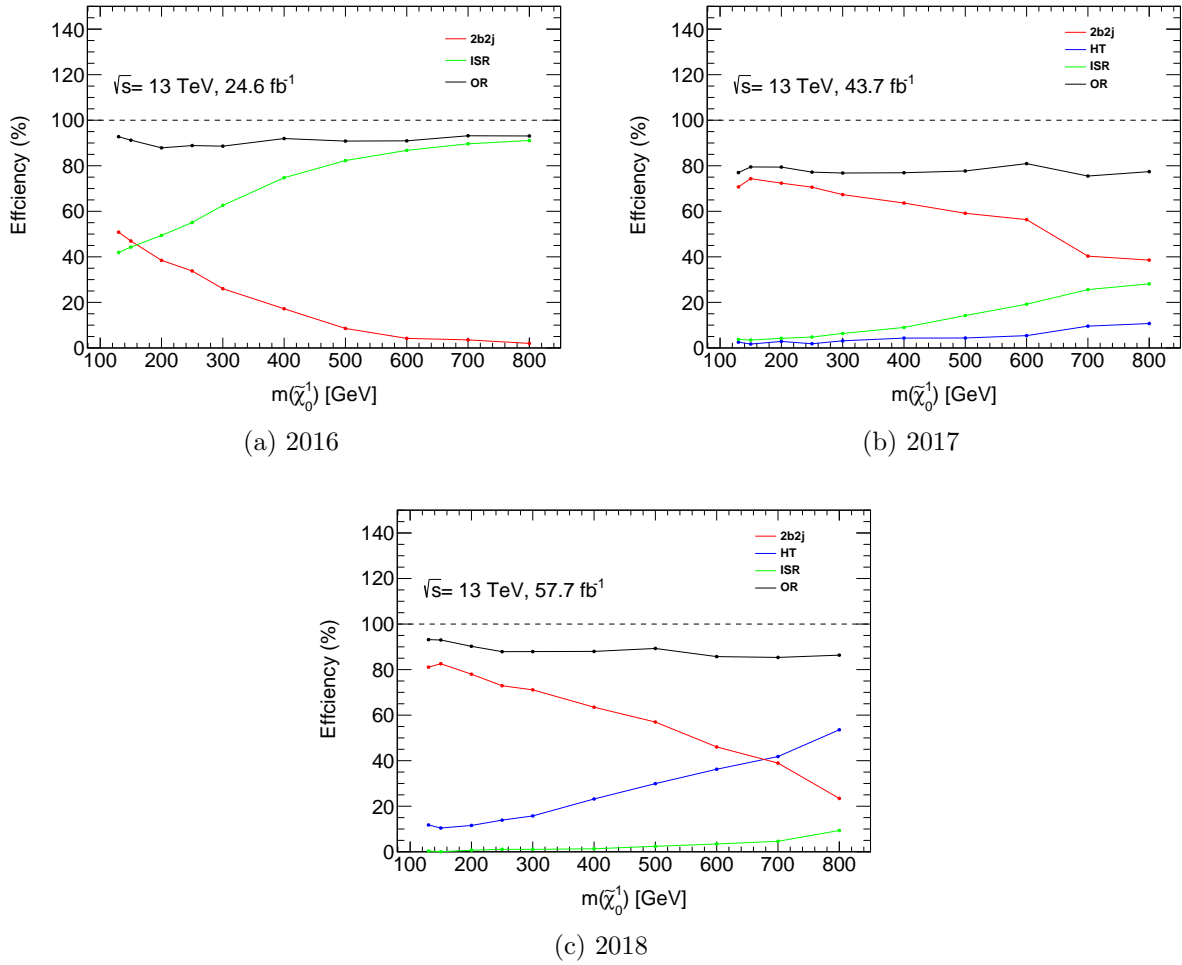 140
120
100
80
60
40
20
0
Effciency (%)
2b2j
ISR
OR
√s= 13 TeV, 24.6 fb⁻¹
100 200 300 400 500 600 700 800
m(χ̃₀¹) [GeV]
(a) 2016
140
120
100
80
60
40
20
0
Effciency (%)
2b2j
HT
ISR
OR
√s= 13 TeV, 43.7 fb⁻¹
100 200 300 400 500 600 700 800
m(χ̃₀¹) [GeV]
(b) 2017
140
120
100
80
60
40
20
0
Effciency (%)
2b2j
HT
ISR
OR
√s= 13 TeV, 57.7 fb⁻¹
100 200 300 400 500 600 700 800
m(χ̃₀¹) [GeV]
(c) 2018